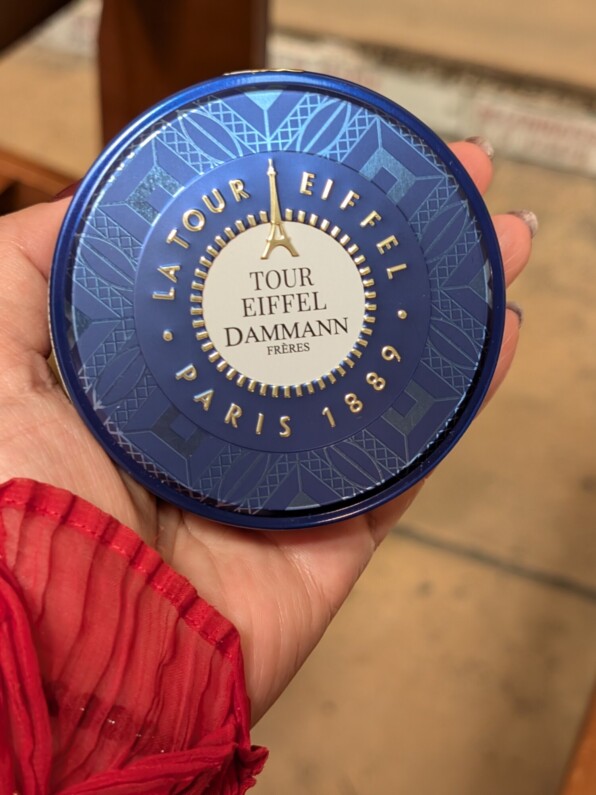 LA TOUR EIFFEL
TOUR
EIFFEL
DAMMANN
FRÈRES
PARIS 1889